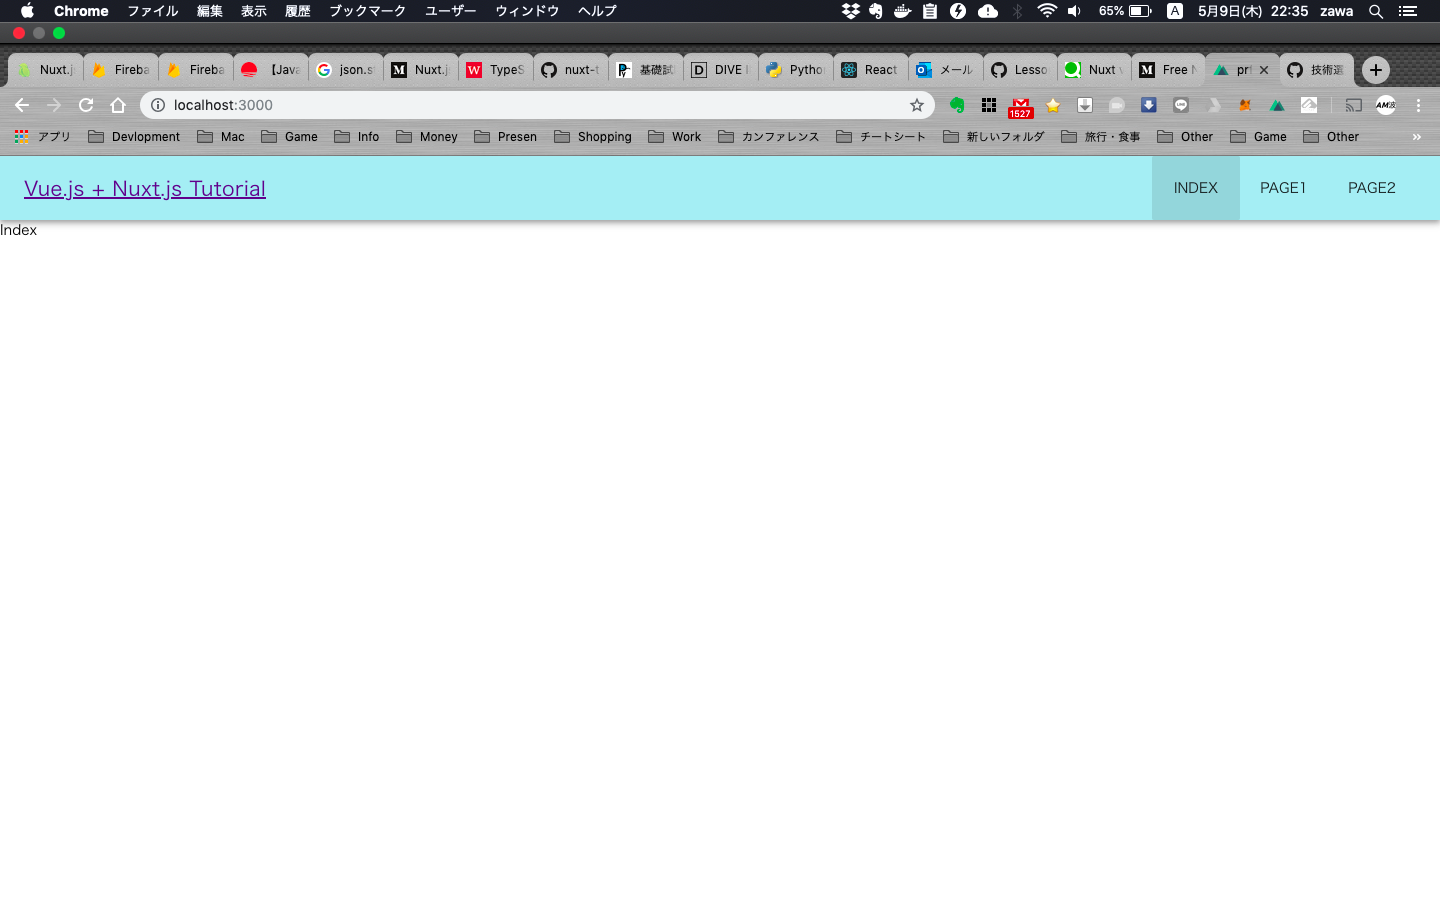 Chrome ファイル 編集 表示 履歴 ブックマーク ユーザー ウィンドウ ヘルプ 65% A 5月9日(木) 22:35 zawa
Nuxt.j Fireba Fireba 【Java json.s Nuxt.j TypeS nuxt-t 基礎試 DIVE Pytho React メール Lesso Nuxt Free pr 技術選
localhost:3000 1527
アプリ Devlopment Mac Game Info Money Presen Shopping Work カンファレンス チートシート 新しいフォルダ 旅行・食事 Other Game Other »
Vue.js + Nuxt.js Tutorial INDEX PAGE1 PAGE2
Index